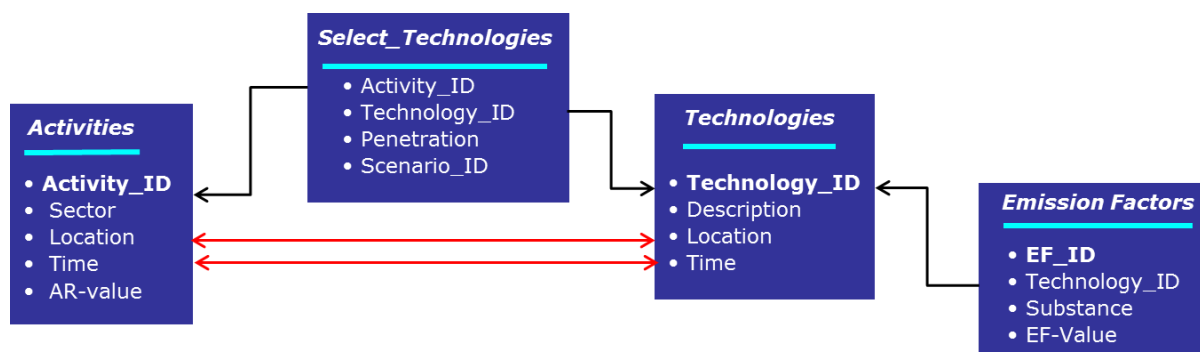 Select_Technologies
• Activity_ID
• Technology_ID
• Penetration
• Scenario_ID
Activities
• Activity_ID
• Sector
• Location
• Time
• AR-value
Technologies
• Technology_ID
• Description
• Location
• Time
Emission Factors
• EF_ID
• Technology_ID
• Substance
• EF-Value